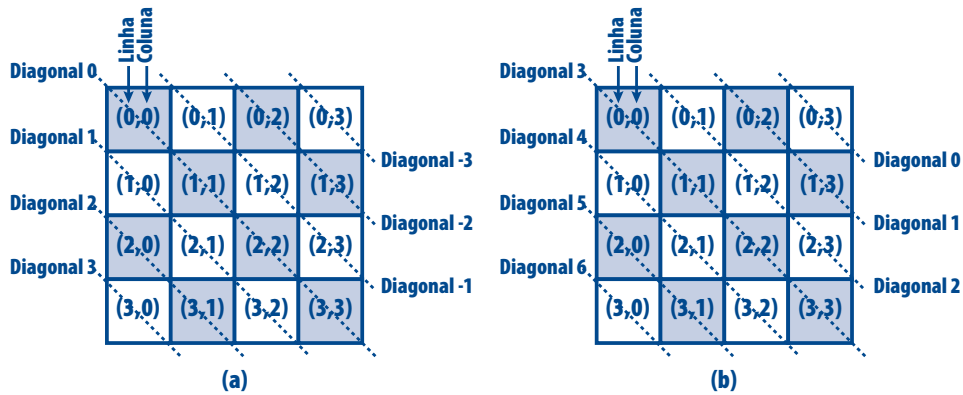 Linha
Coluna
Diagonal 0
(0,0) (0,1) (0,2) (0,3)
Diagonal 1
Diagonal -3
(1,0) (1,1) (1,2) (1,3)
Diagonal 2
Diagonal -2
(2,0) (2,1) (2,2) (2,3)
Diagonal 3
Diagonal -1
(3,0) (3,1) (3,2) (3,3)
(a)
Linha
Coluna
Diagonal 3
(0,0) (0,1) (0,2) (0,3)
Diagonal 4
Diagonal 0
(1,0) (1,1) (1,2) (1,3)
Diagonal 5
Diagonal 1
(2,0) (2,1) (2,2) (2,3)
Diagonal 6
Diagonal 2
(3,0) (3,1) (3,2) (3,3)
(b)